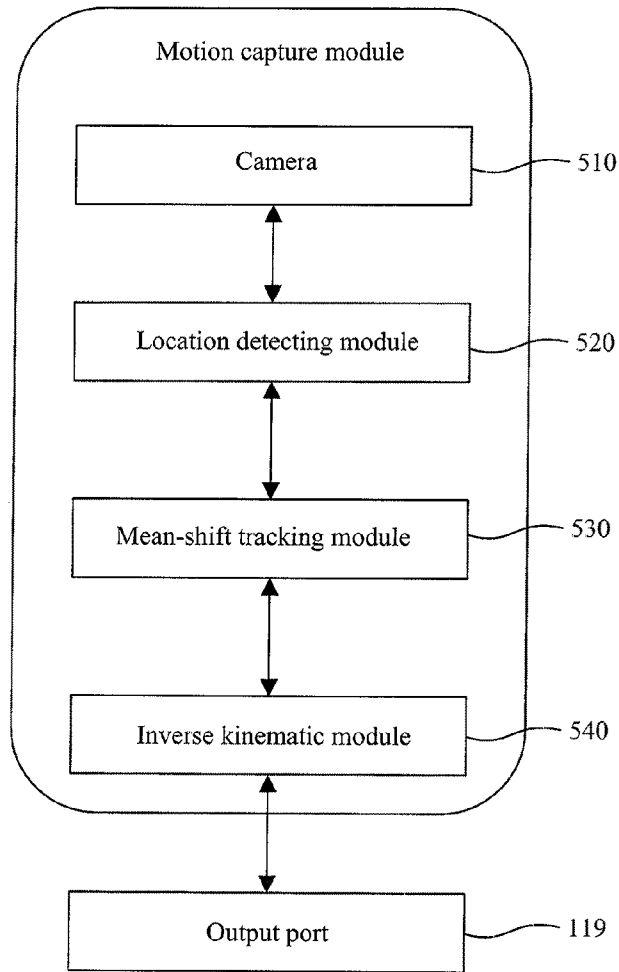 Motion capture module
Camera
510
Location detecting module
520
Mean-shift tracking module
530
Inverse kinematic module
540
Output port
119